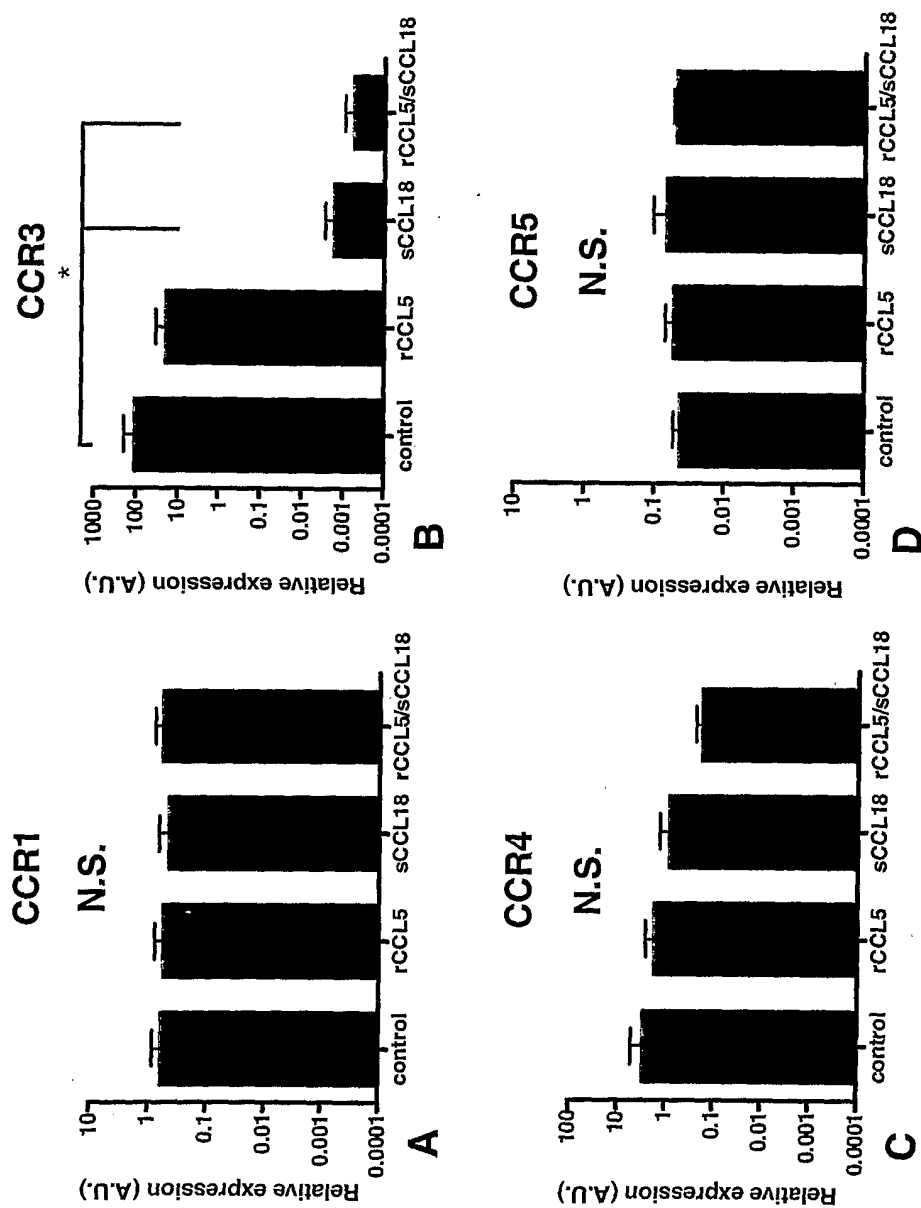 CCR1
N.S.
Relative expression (A.U.)
10
1
0.1
0.01
0.001
0.0001
control
rCCL5
sCCL18
rCCL5/sCCL18
A
CCR3
*
Relative expression (A.U.)
1000
100
10
1
0.1
0.01
0.001
0.0001
control
rCCL5
sCCL18
rCCL5/sCCL18
B
CCR4
N.S.
Relative expression (A.U.)
100
10
1
0.1
0.01
0.001
0.0001
control
rCCL5
sCCL18
rCCL5/sCCL18
C
CCR5
N.S.
Relative expression (A.U.)
10
1
0.1
0.01
0.001
0.0001
control
rCCL5
sCCL18
rCCL5/sCCL18
D